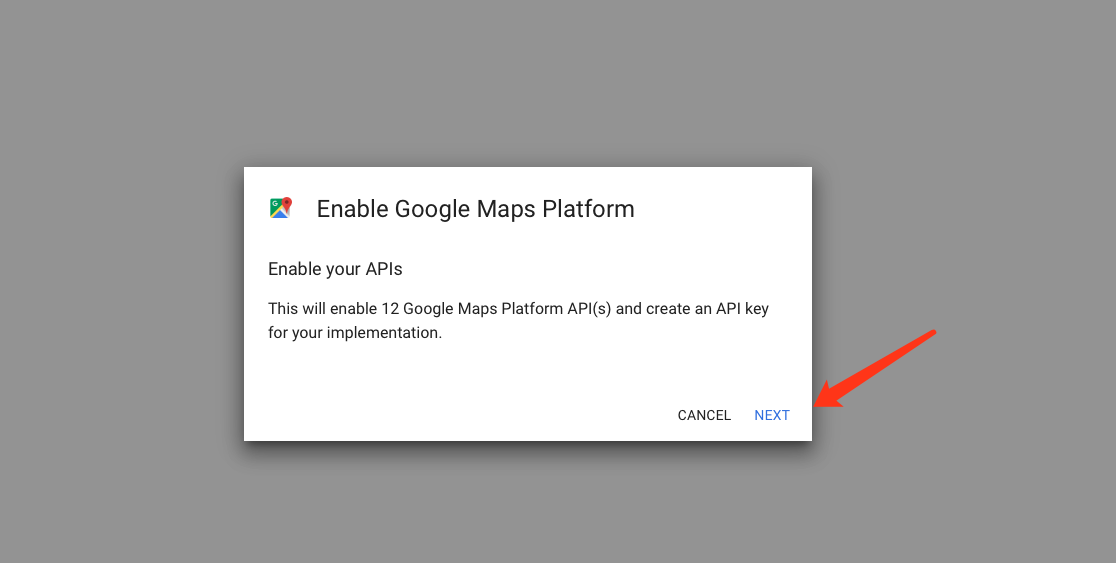 Enable Google Maps Platform
Enable your APIs
This will enable 12 Google Maps Platform API(s) and create an API key
for your implementation.
CANCEL NEXT